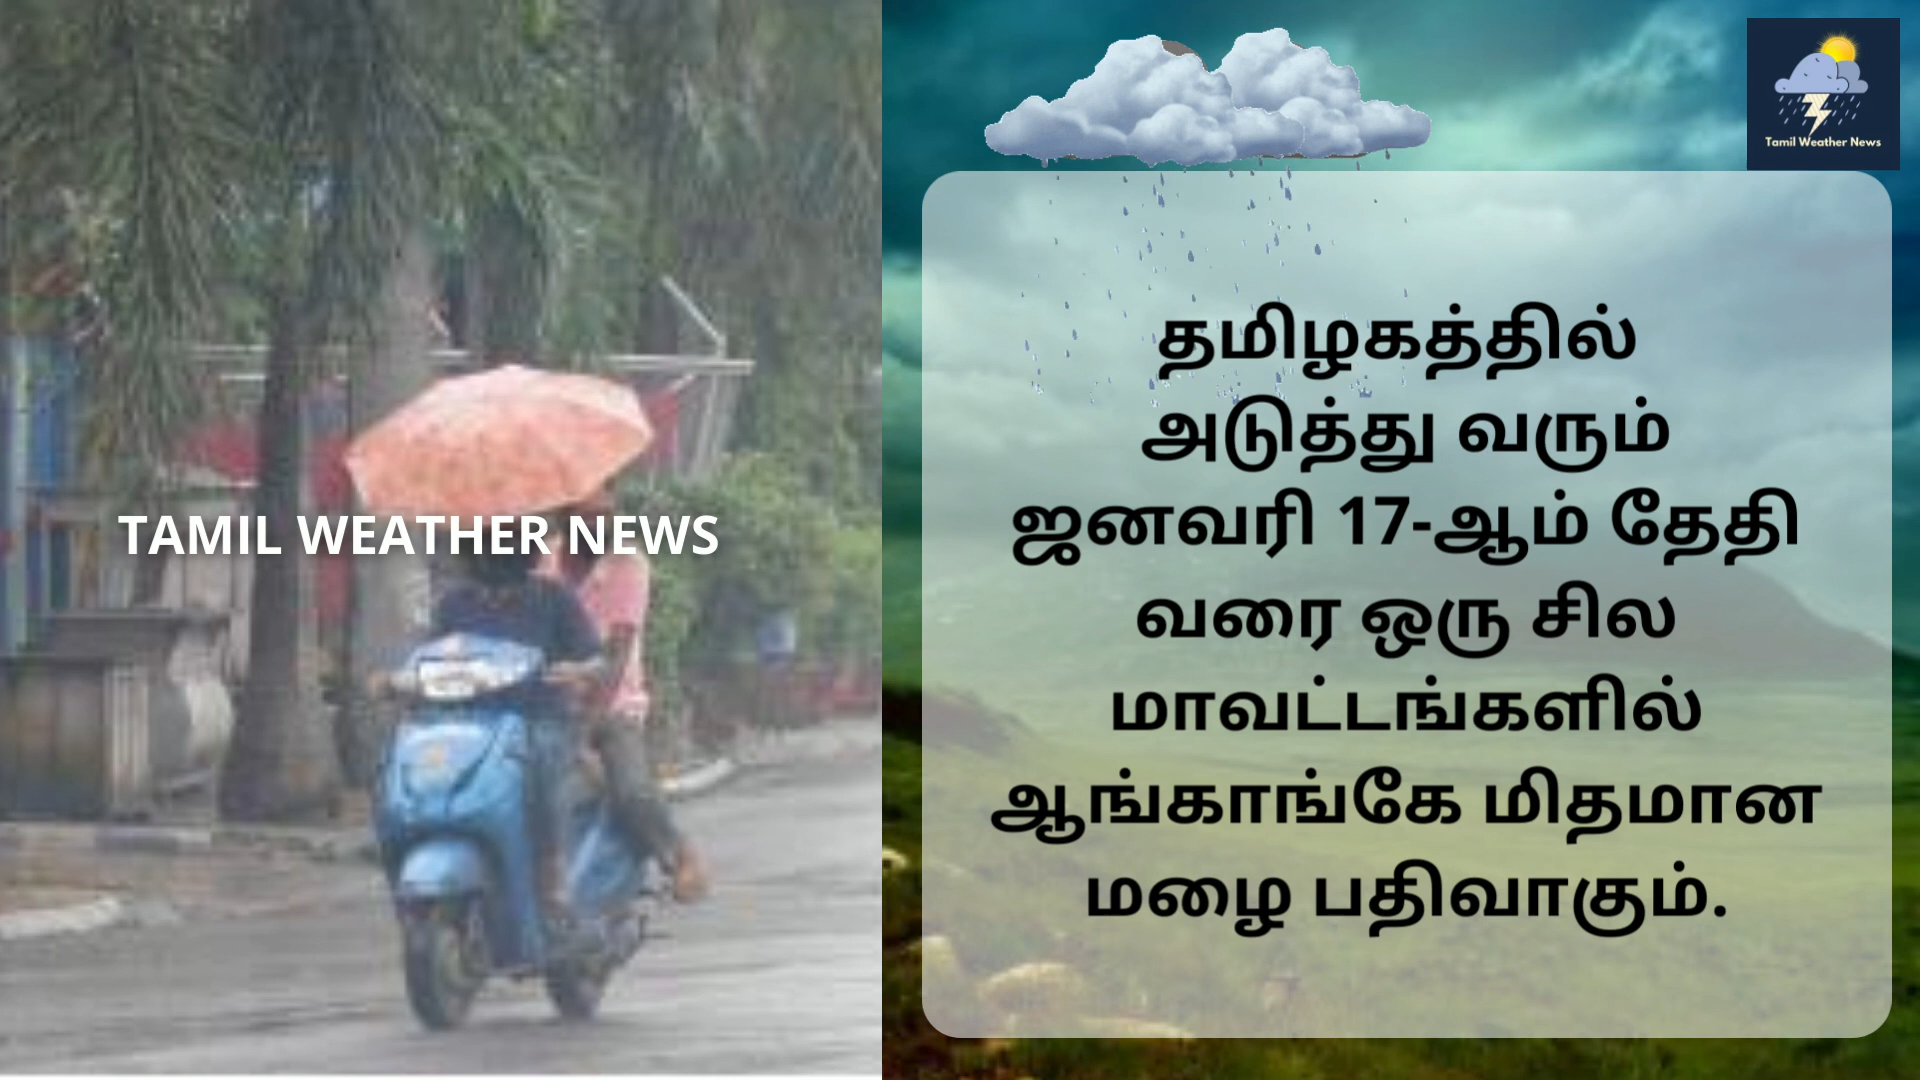 TAMIL WEATHER NEWS
Tamil Weather News
தமிழகத்தில்
அடுத்து வரும்
ஜனவரி 17-ஆம் தேதி
வரை ஒரு சில
மாவட்டங்களில்
ஆங்காங்கே மிதமான
மழை பதிவாகும்.